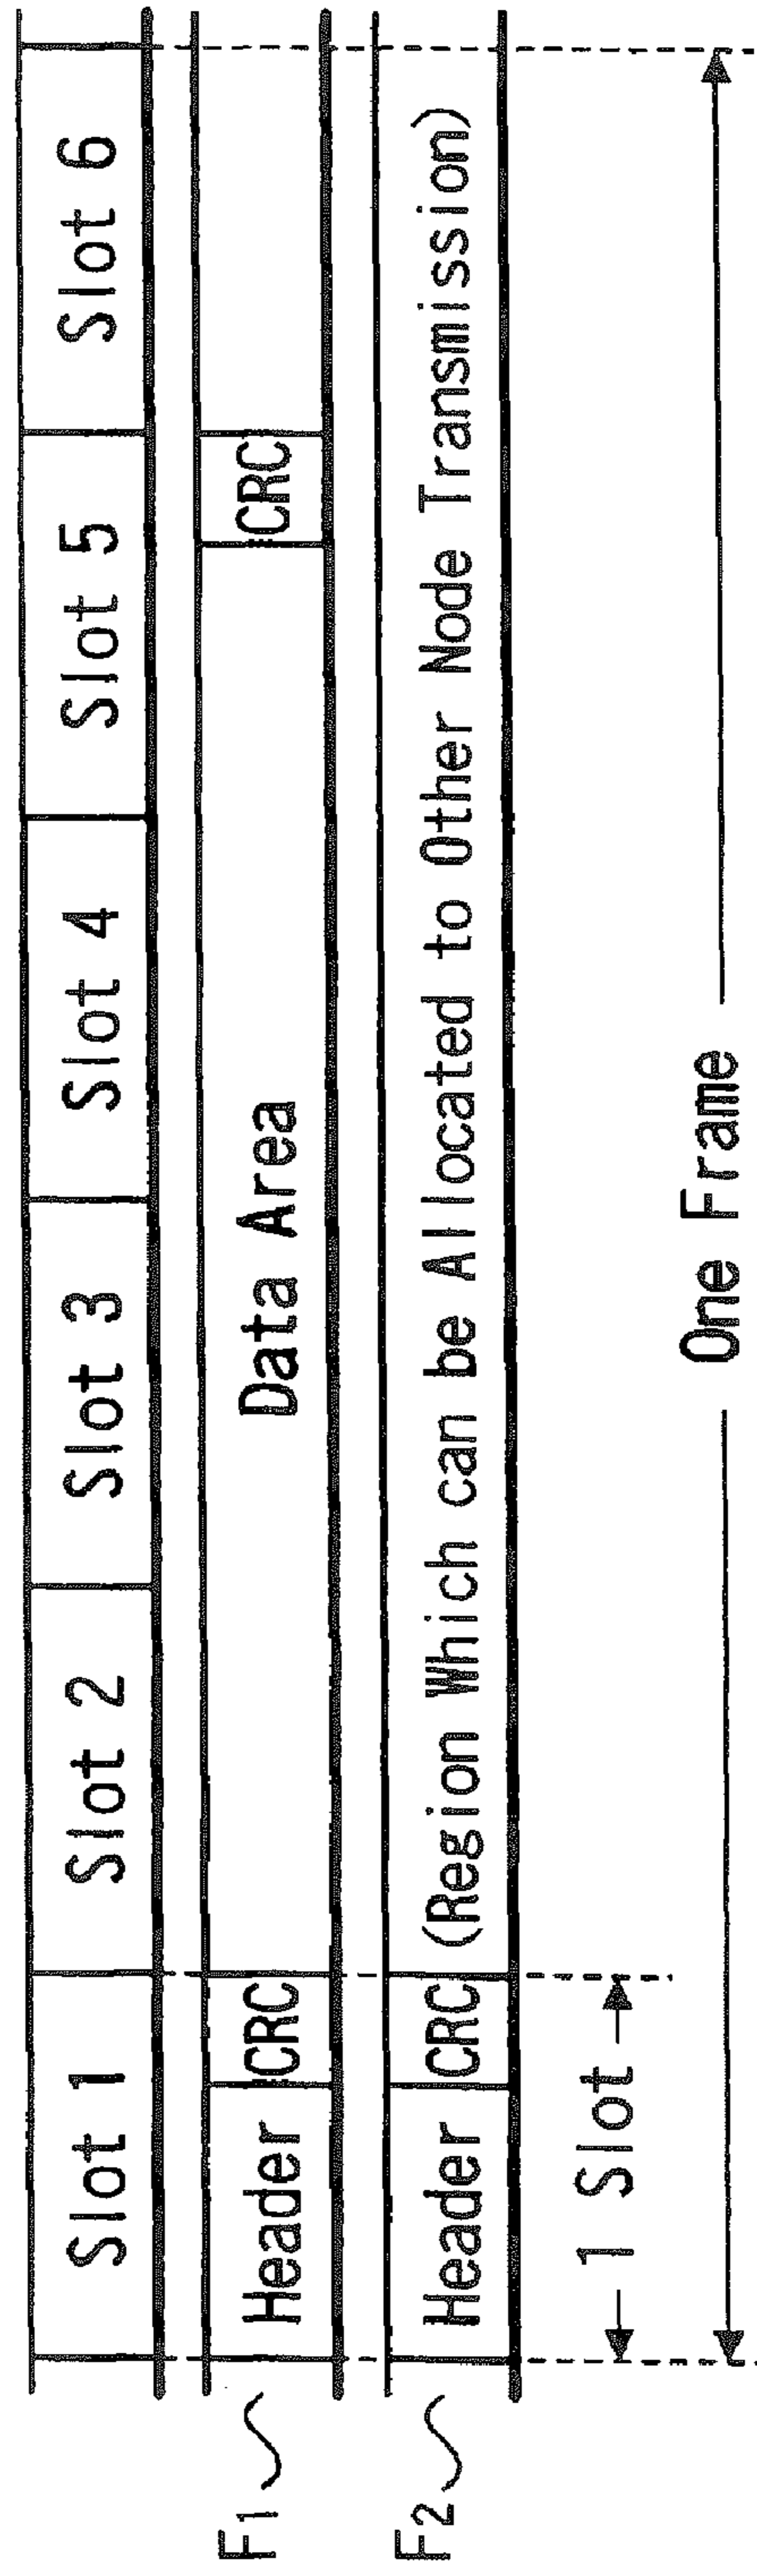 Slot 1 Slot 2 Slot 3 Slot 4 Slot 5 Slot 6
F1 Header CRC Data Area CRC
F2 Header CRC (Region Which can be Allocated to Other Node Transmission)
1 Slot
One Frame